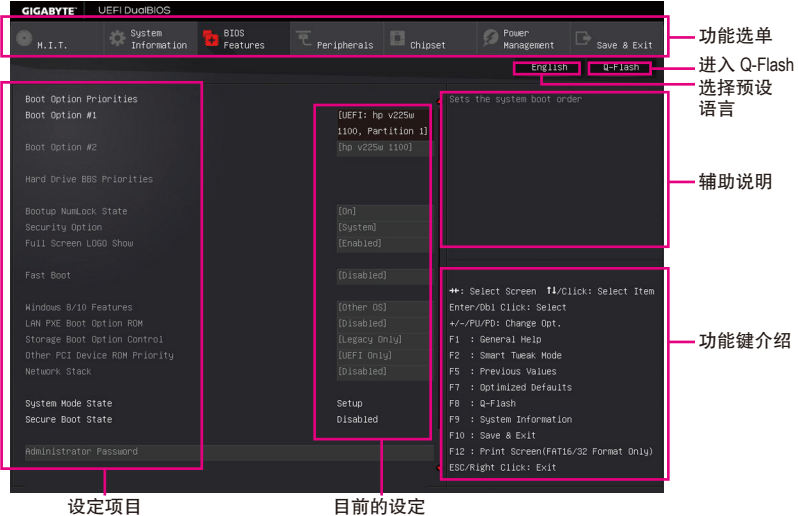 GIGABYTE™ UEFI DualBIOS
M.I.T.
System
Information
BIOS
Features
Peripherals
Chipset
Power
Management
Save & Exit
功能选单
English
Q-Flash
进入 Q-Flash
选择预设
语言
Boot Option Priorities
Boot Option #1 [UEFI: hp v225w
1100, Partition 1]
Boot Option #2 [hp v225w 1100]
Hard Drive BBS Priorities
Bootup NumLock State [On]
Security Option [System]
Full Screen LOGO Show [Enabled]
Fast Boot [Disabled]
Windows 8/10 Features [Other OS]
LAN PXE Boot Option ROM [Disabled]
Storage Boot Option Control [Legacy Only]
Other PCI Device ROM Priority [UEFI Only]
Network Stack [Disabled]
System Mode State Setup
Secure Boot State Disabled
Administrator Password
Sets the system boot order
辅助说明
→←: Select Screen ↑↓/Click: Select Item
Enter/Dbl Click: Select
+/-/PU/PD: Change Opt.
F1 : General Help
F2 : Smart Tweak Mode
F5 : Previous Values
F7 : Optimized Defaults
F8 : Q-Flash
F9 : System Information
F10 : Save & Exit
F12 : Print Screen(FAT16/32 Format Only)
ESC/Right Click: Exit
功能键介绍
设定项目
目前的设定